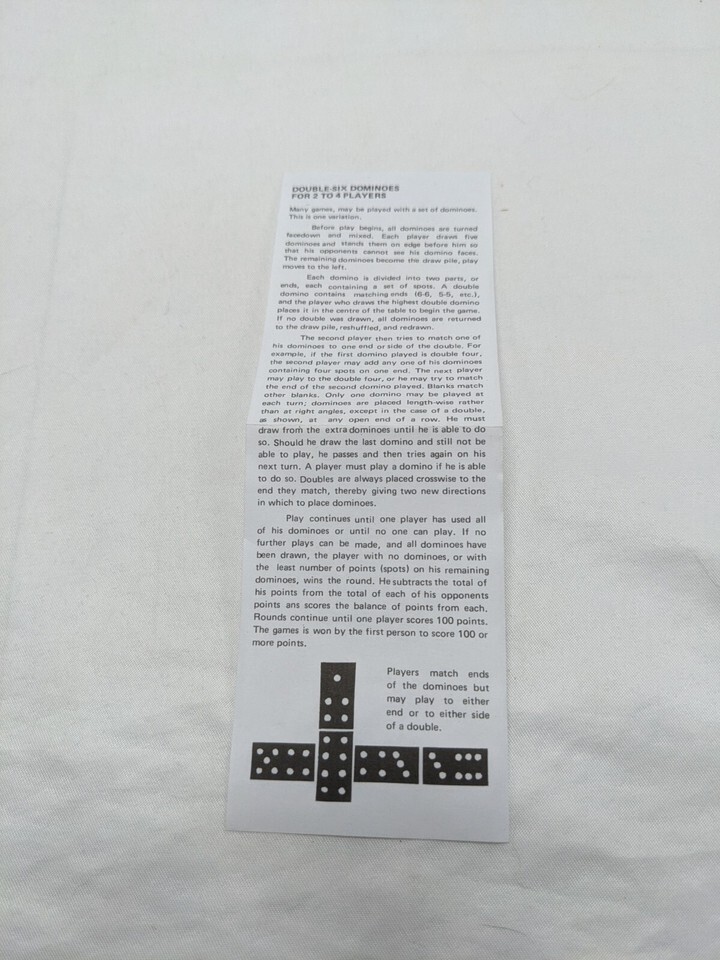 DOUBLE-SIX DOMINOES
FOR 2 TO 4 PLAYERS
Many games, may be played with a set of dominoes.
This is one variation.
Before play begins, all dominoes are turned
facedown and mixed. Each player draws five
dominoes and stands them on edge before him so
that his opponents cannot see his domino faces.
The remaining dominoes become the draw pile, play
moves to the left.
Each domino is divided into two parts, or
ends, each containing a set of spots. A double
domino contains matching ends (6-6, 5-5, etc.),
and the player who draws the highest double domino
places it in the centre of the table to begin the game.
If no double was drawn, all dominoes are returned
to the draw pile, reshuffled, and redrawn.
The second player then tries to match one of
his dominoes to one end or side of the double. For
example, if the first domino played is double four,
the second player may add any one of his dominoes
containing four spots on one end. The next player
may play to the double four, or he may try to match
the end of the second domino played. Blanks match
other blanks. Only one domino may be played at
each turn; dominoes are placed length-wise rather
than at right angles, except in the case of a double,
as shown, at any open end of a row. He must
draw from the extra dominoes until he is able to do
so. Should he draw the last domino and still not be
able to play, he passes and then tries again on his
next turn. A player must play a domino if he is able
to do so. Doubles are always placed crosswise to the
end they match, thereby giving two new directions
in which to place dominoes.
Play continues until one player has used all
of his dominoes or until no one can play. If no
further plays can be made, and all dominoes have
been drawn, the player with no dominoes, or with
the least number of points (spots) on his remaining
dominoes, wins the round. He subtracts the total of
his points from the total of each of his opponents
points ans scores the balance of points from each.
Rounds continue until one player scores 100 points.
The games is won by the first person to score 100 or
more points.
Players match ends
of the dominoes but
may play to either
end or to either side
of a double.